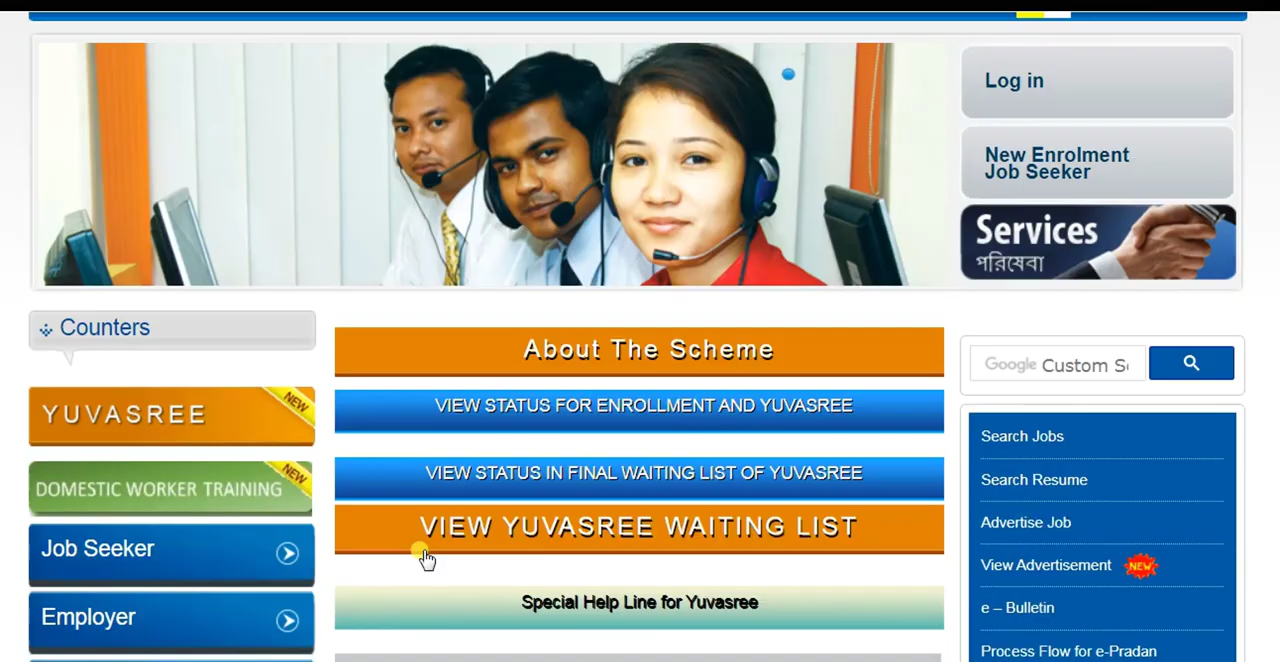 Log in
New Enrolment
Job Seeker
Services
পরিষেবা
Counters
YUVASREE
NEW
DOMESTIC WORKER TRAINING
NEW
Job Seeker
Employer
About The Scheme
VIEW STATUS FOR ENROLLMENT AND YUVASREE
VIEW STATUS IN FINAL WAITING LIST OF YUVASREE
VIEW YUVASREE WAITING LIST
Special Help Line for Yuvasree
Google Custom Se
Search Jobs
Search Resume
Advertise Job
View Advertisement NEW
e – Bulletin
Process Flow for e-Pradan